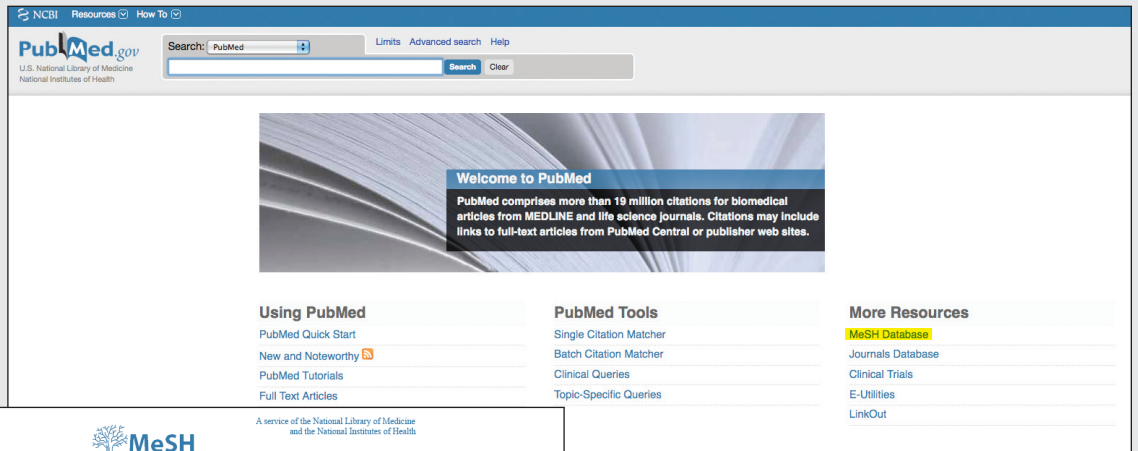 NCBI Resources How To
PubMed.gov
U.S. National Library of Medicine
National Institutes of Health
Search: PubMed
Limits Advanced search Help
Search Clear
Welcome to PubMed
PubMed comprises more than 19 million citations for biomedical
articles from MEDLINE and life science journals. Citations may include
links to full-text articles from PubMed Central or publisher web sites.
Using PubMed
PubMed Quick Start
New and Noteworthy
PubMed Tutorials
Full Text Articles
PubMed Tools
Single Citation Matcher
Batch Citation Matcher
Clinical Queries
Topic-Specific Queries
More Resources
MeSH Database
Journals Database
Clinical Trials
E-Utilities
LinkOut
MeSH
A service of the National Library of Medicine
and the National Institutes of Health